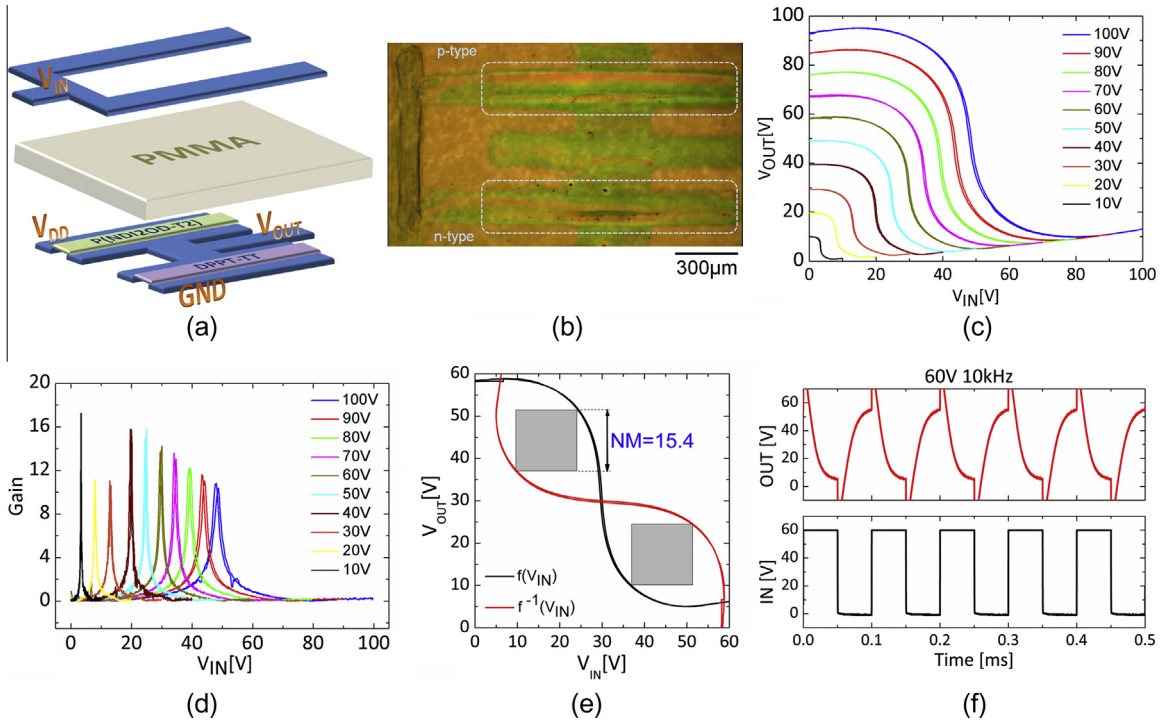 V_IN
PMMA
V_DD
P(NDI2OD-T2)
V_OUT
DPPT-TT
GND
(a)
p-type
n-type
300μm
(b)
V_OUT[V]
100
80
60
40
20
0
100V
90V
80V
70V
60V
50V
40V
30V
20V
10V
0 20 40 60 80 100
V_IN[V]
(c)
Gain
20
16
12
8
4
0
100V
90V
80V
70V
60V
50V
40V
30V
20V
10V
0 20 40 60 80 100
V_IN[V]
(d)
V_OUT[V]
60
50
40
30
20
10
0
NM=15.4
f(V_IN)
f⁻¹(V_IN)
0 10 20 30 40 50 60
V_IN[V]
(e)
60V 10kHz
OUT [V]
60
40
20
0
IN [V]
60
40
20
0
0.0 0.1 0.2 0.3 0.4 0.5
Time [ms]
(f)